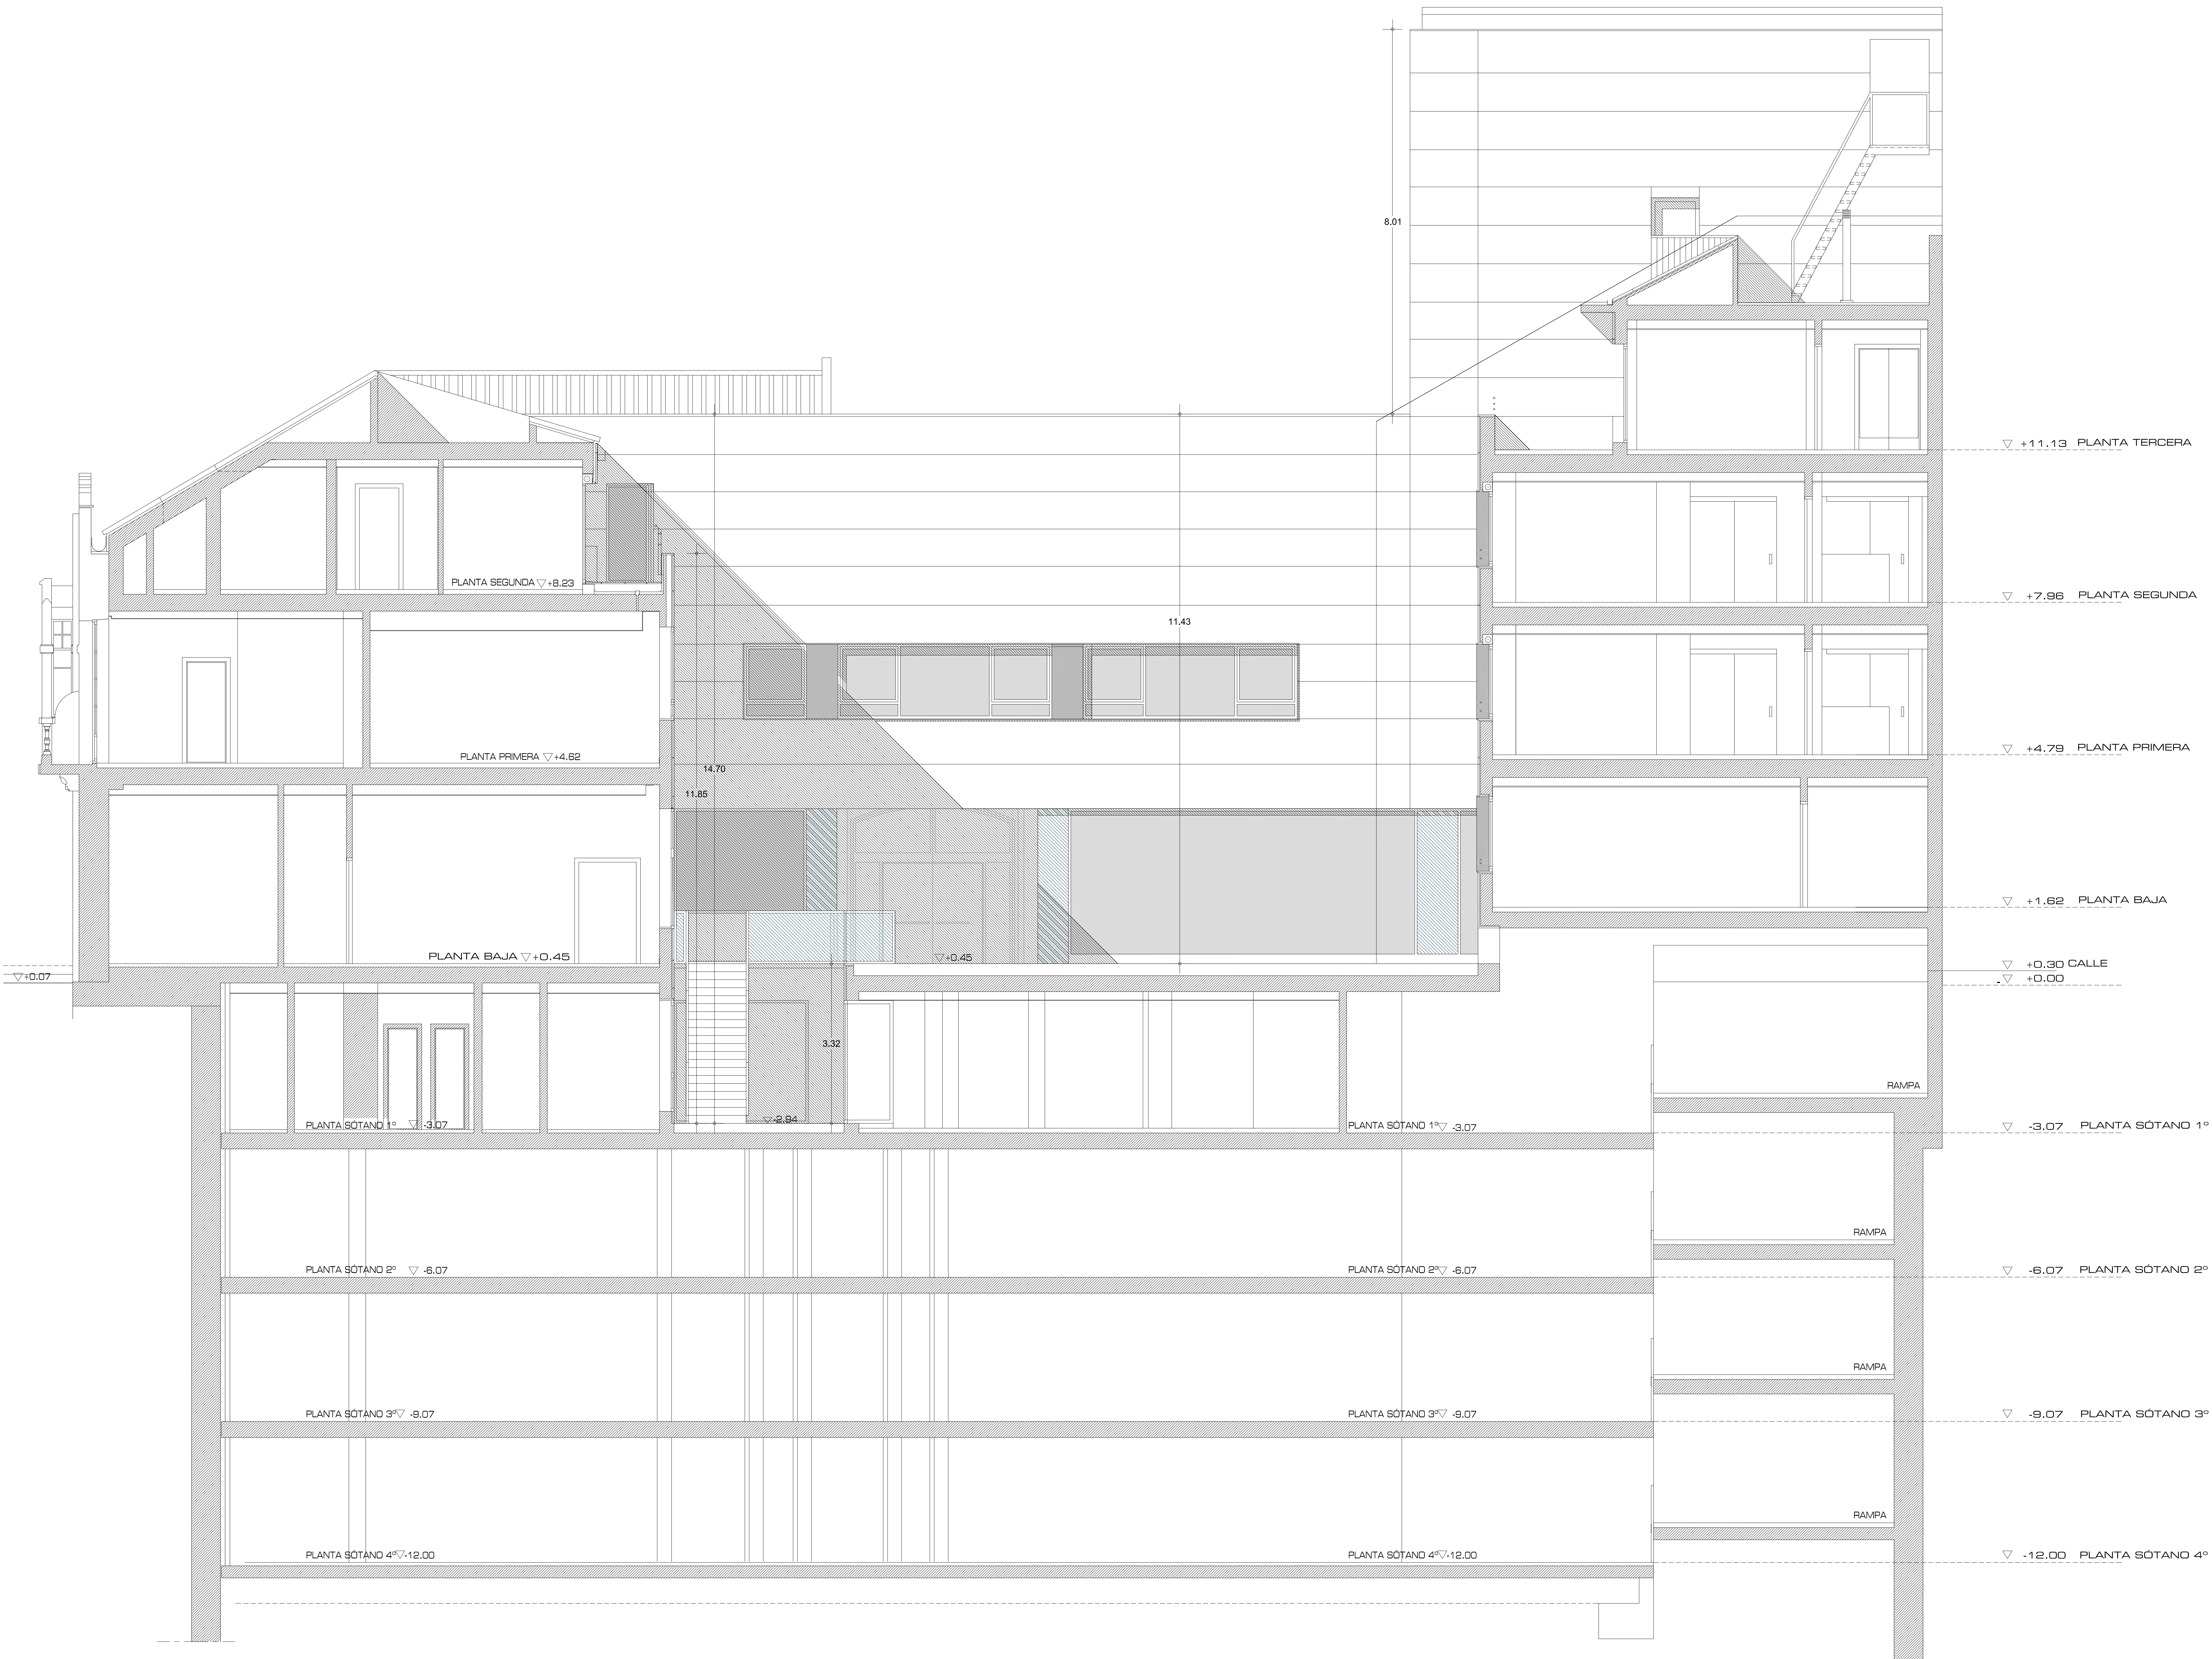 8.01
+11.13 PLANTA TERCERA
PLANTA SEGUNDA +8.23
+7.96 PLANTA SEGUNDA
11.43
PLANTA PRIMERA +4.62
+4.79 PLANTA PRIMERA
14.70
11.85
+1.62 PLANTA BAJA
PLANTA BAJA +0.45
+0.45
+0.30 CALLE
+0.07
+0.00
3.32
RAMPA
-2.94
PLANTA SÓTANO 1º -3.07
PLANTA SÓTANO 1º -3.07
-3.07 PLANTA SÓTANO 1º
RAMPA
PLANTA SÓTANO 2º -6.07
PLANTA SÓTANO 2º -6.07
-6.07 PLANTA SÓTANO 2º
RAMPA
PLANTA SÓTANO 3º -9.07
PLANTA SÓTANO 3º -9.07
-9.07 PLANTA SÓTANO 3º
RAMPA
PLANTA SÓTANO 4º -12.00
PLANTA SÓTANO 4º -12.00
-12.00 PLANTA SÓTANO 4º